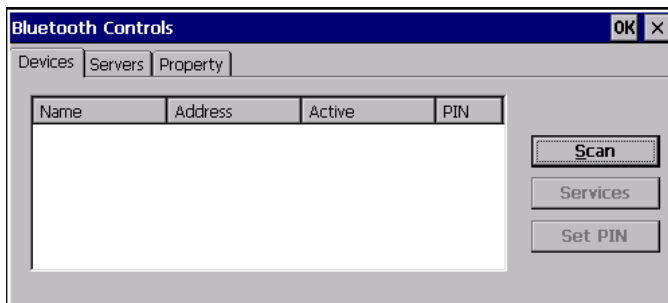 Bluetooth Controls OK ×
Devices Servers Property
Name Address Active PIN
Scan
Services
Set PIN